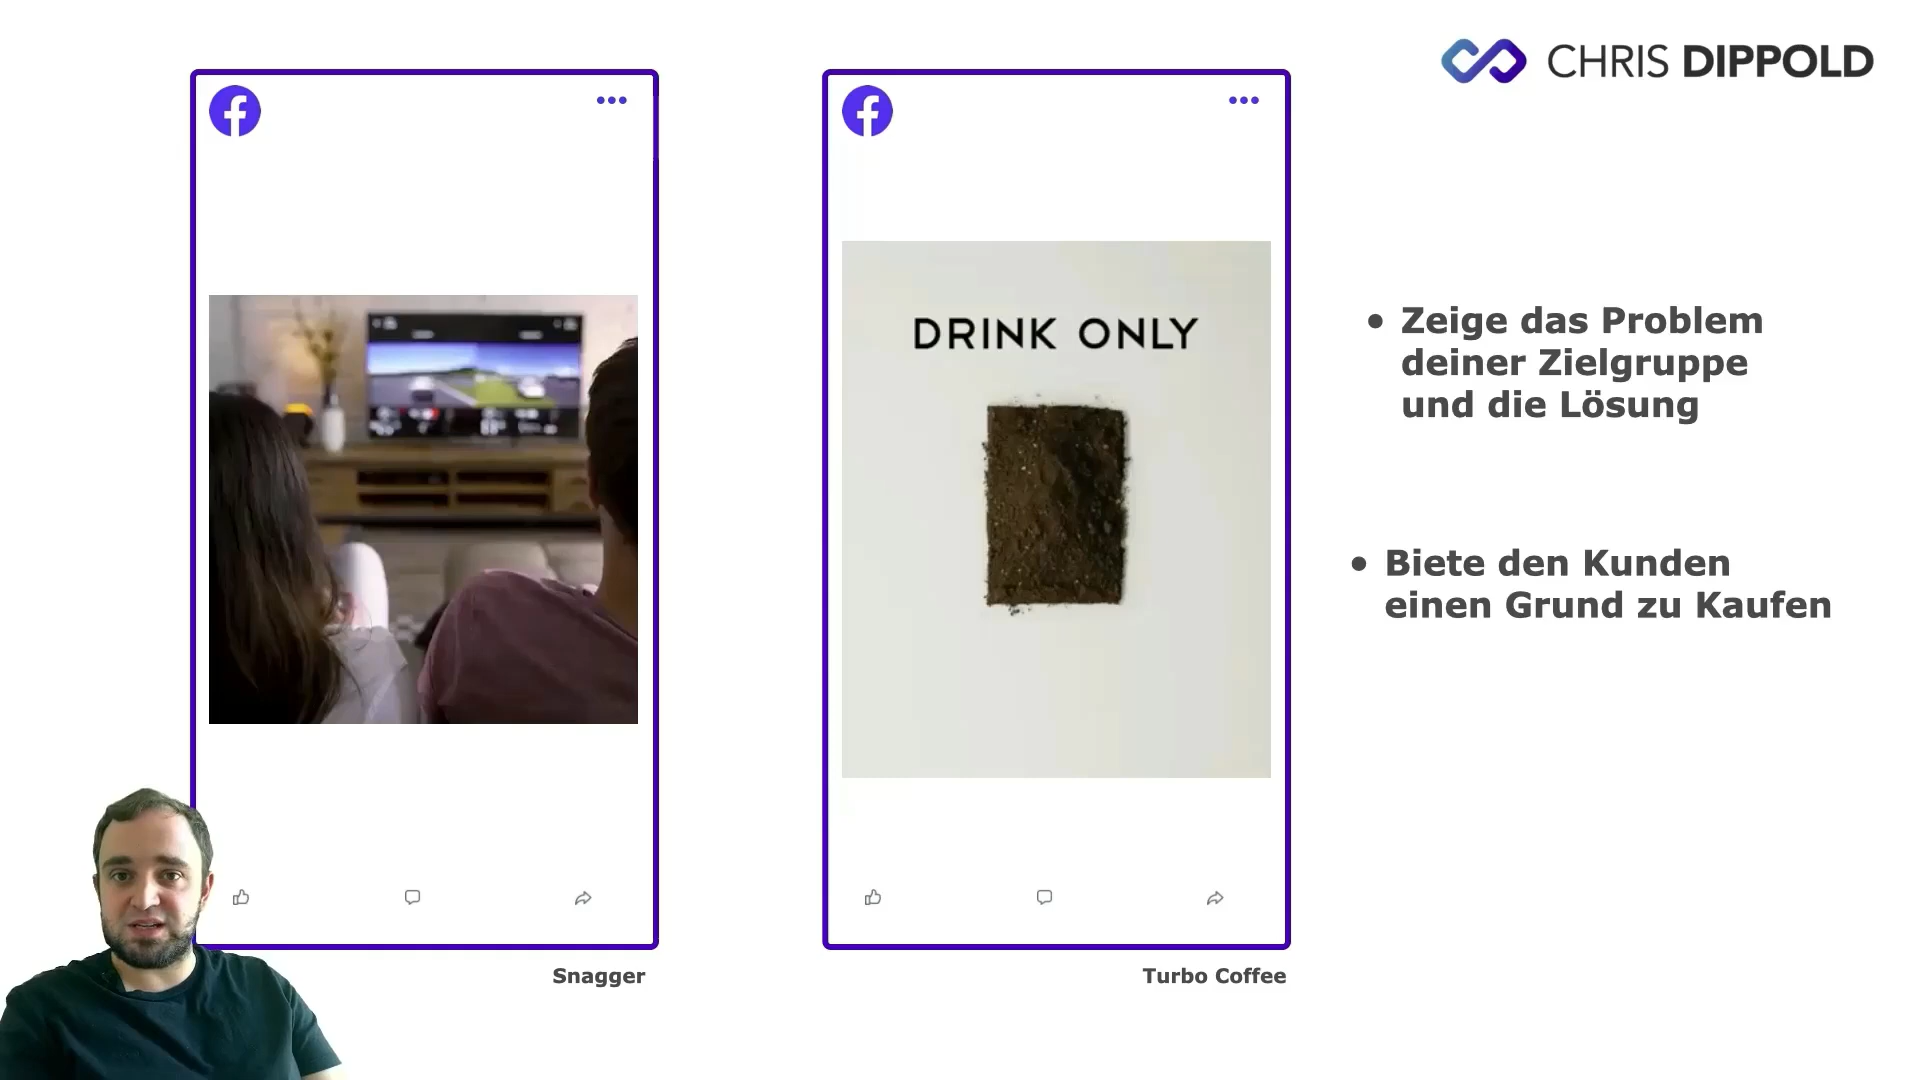 CHRIS DIPPOLD
DRINK ONLY
• Zeige das Problem
deiner Zielgruppe
und die Lösung
• Biete den Kunden
einen Grund zu Kaufen
Snagger
Turbo Coffee